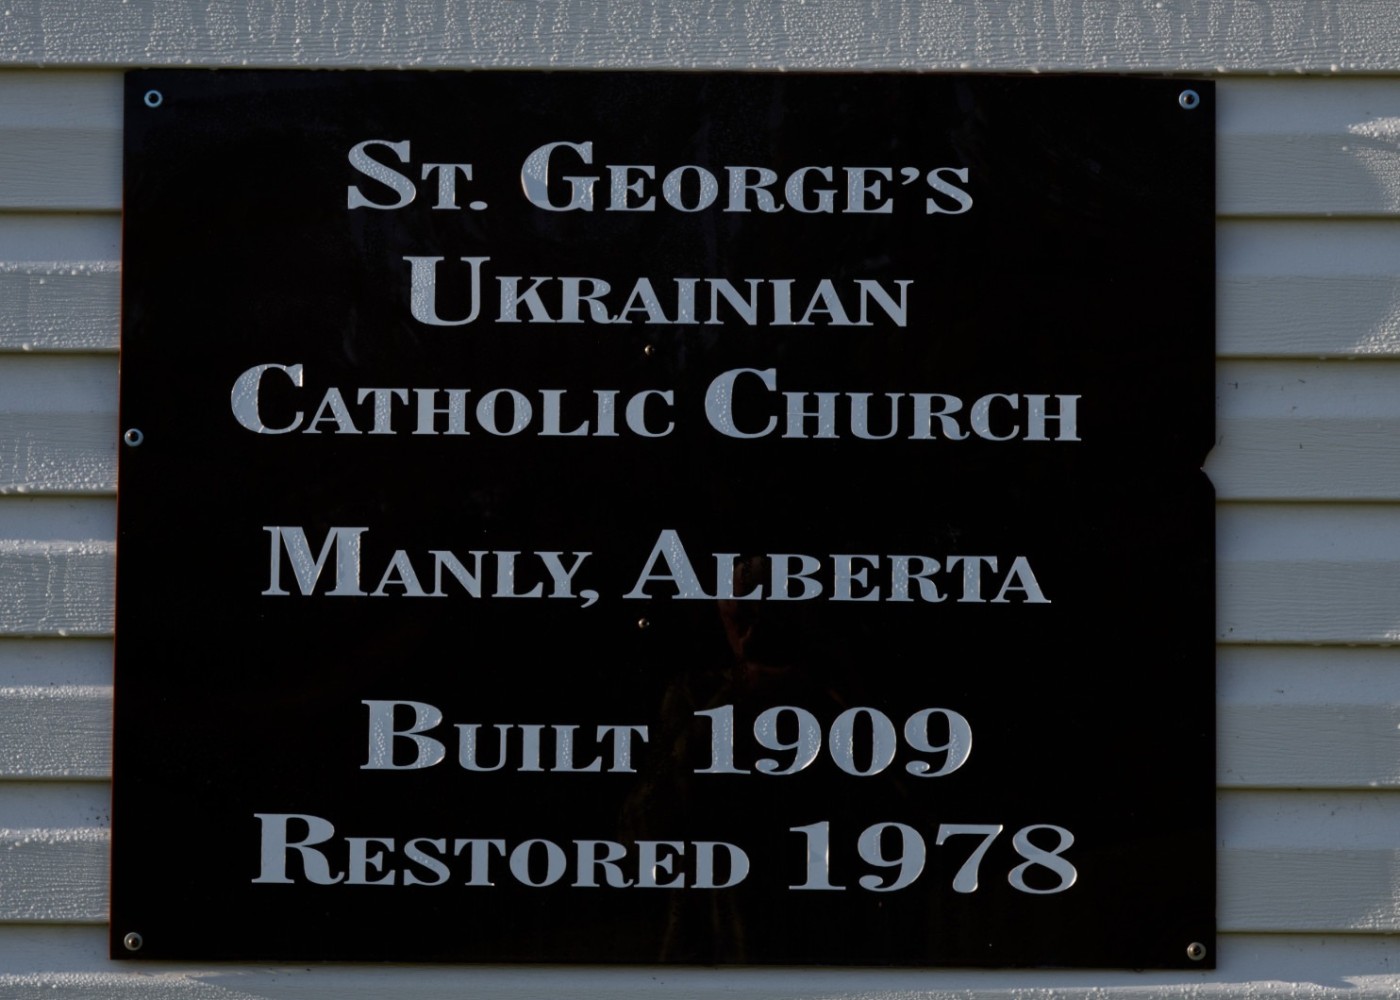 St. George's
Ukrainian
Catholic Church
Manly, Alberta
Built 1909
Restored 1978